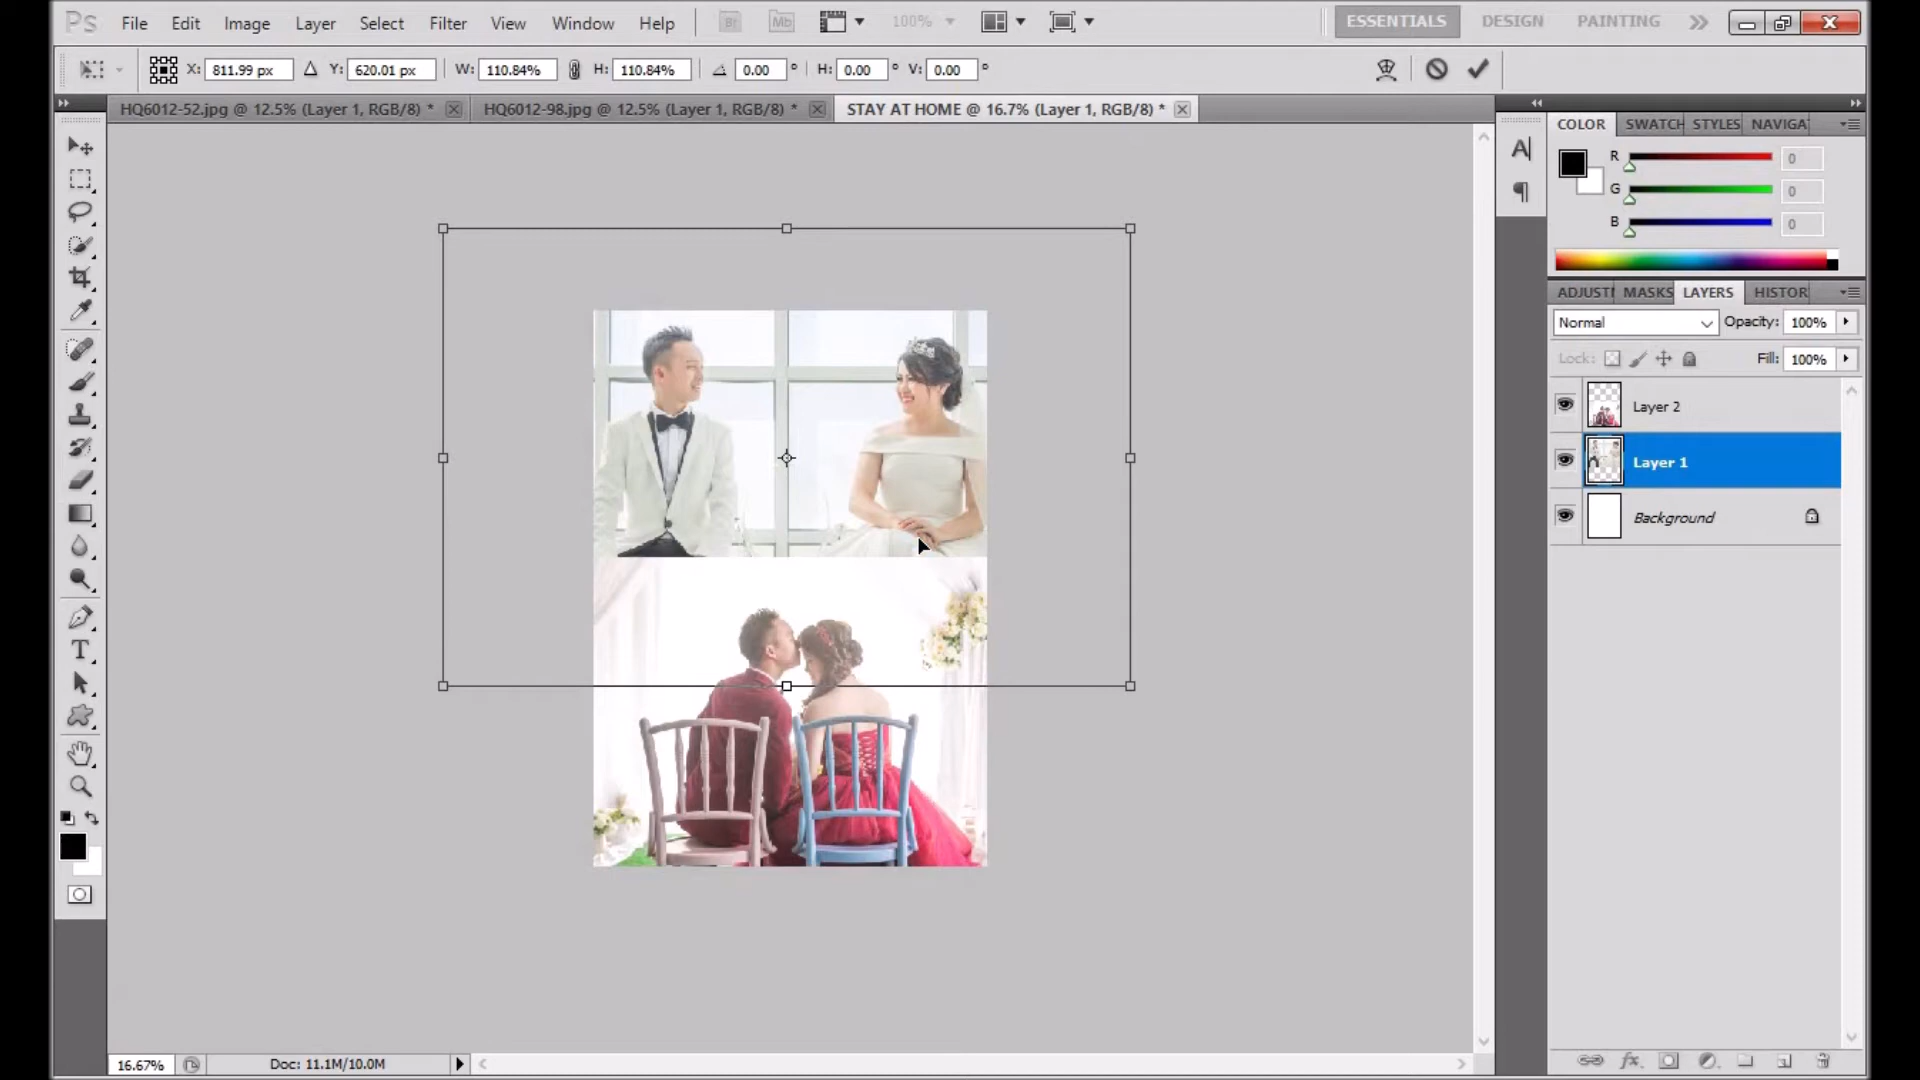 Ps File Edit Image Layer Select Filter View Window Help Br Mb 100% ESSENTIALS DESIGN PAINTING
X: 811.99 px Y: 620.01 px W: 110.84% H: 110.84% 0.00 ° H: 0.00 ° V: 0.00 °
HQ6012-52.jpg @ 12.5% (Layer 1, RGB/8) * HQ6012-98.jpg @ 12.5% (Layer 1, RGB/8) * STAY AT HOME @ 16.7% (Layer 1, RGB/8) *
COLOR SWATCH STYLES NAVIGA
R 0
G 0
B 0
ADJUSTI MASKS LAYERS HISTOR
Normal Opacity: 100%
Lock: Fill: 100%
Layer 2
Layer 1
Background
16.67% Doc: 11.1M/10.0M